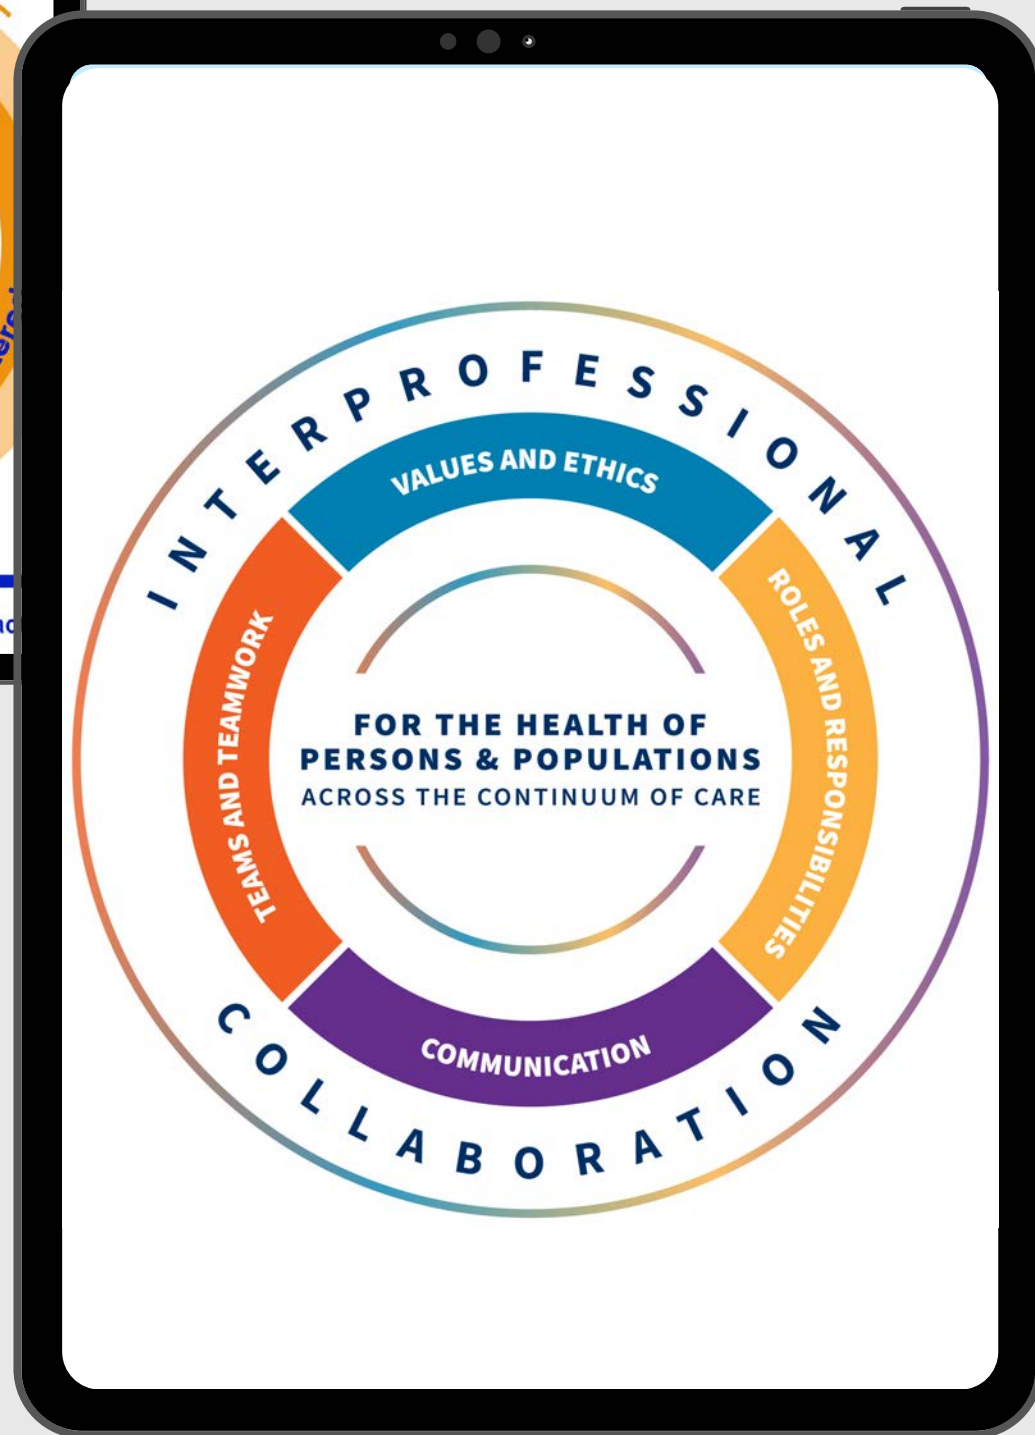 INTERPROFESSIONAL
VALUES AND ETHICS
TEAMS AND TEAMWORK
ROLES AND RESPONSIBILITIES
FOR THE HEALTH OF
PERSONS & POPULATIONS
ACROSS THE CONTINUUM OF CARE
COMMUNICATION
COLLABORATION